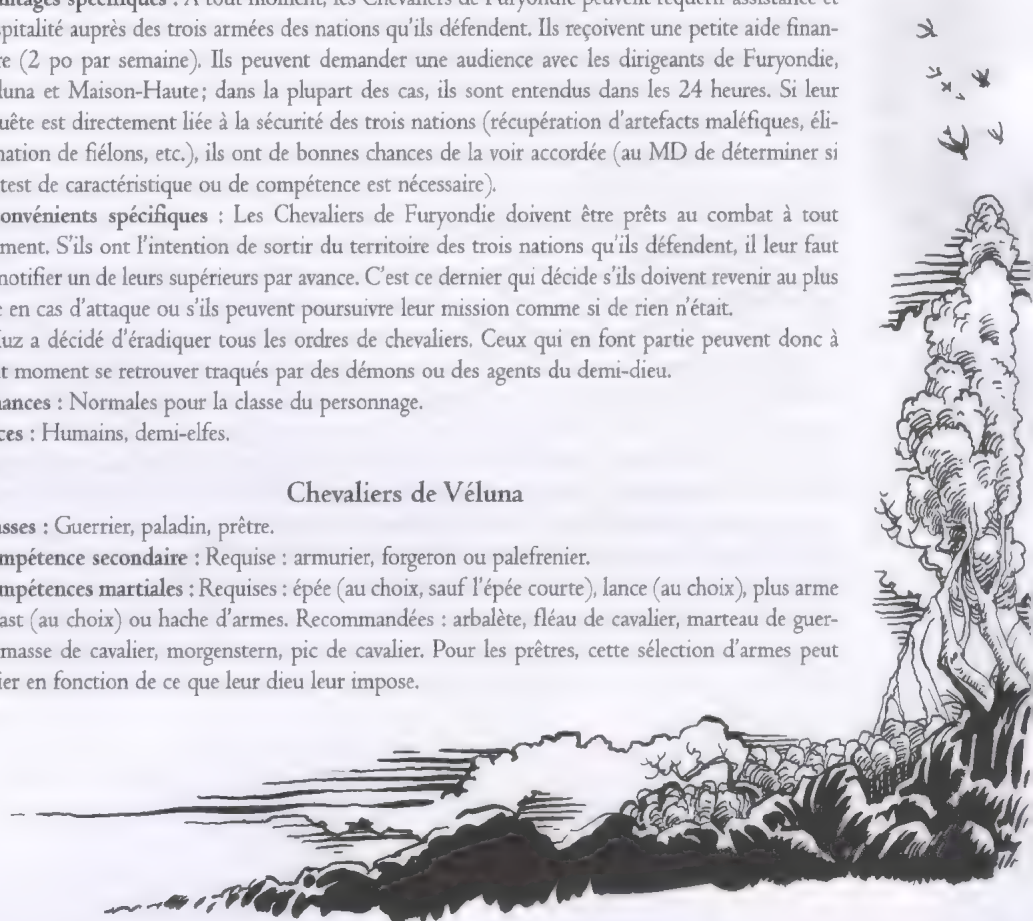 ntages spécifiques : À tout moment, les Chevaliers de Furyondie peuvent requérir assistance et
spitalité auprès des trois armées des nations qu'ils défendent. Ils reçoivent une petite aide finan-
re (2 po par semaine). Ils peuvent demander une audience avec les dirigeants de Furyondie,
luna et Maison-Haute; dans la plupart des cas, ils sont entendus dans les 24 heures. Si leur
uête est directement liée à la sécurité des trois nations (récupération d'artefacts maléfiques, éli-
nation de fiélons, etc.), ils ont de bonnes chances de la voir accordée (au MD de déterminer si
test de caractéristique ou de compétence est nécessaire).
onvénients spécifiques : Les Chevaliers de Furyondie doivent être prêts au combat à tout
ment. S'ils ont l'intention de sortir du territoire des trois nations qu'ils défendent, il leur faut
notifier un de leurs supérieurs par avance. C'est ce dernier qui décide s'ils doivent revenir au plus
en cas d'attaque ou s'ils peuvent poursuivre leur mission comme si de rien n'était.
uz a décidé d'éradiquer tous les ordres de chevaliers. Ceux qui en font partie peuvent donc à
t moment se retrouver traqués par des démons ou des agents du demi-dieu.
nances : Normales pour la classe du personnage.
ces : Humains, demi-elfes.
Chevaliers de Véluna
asses : Guerrier, paladin, prêtre.
mpétence secondaire : Requise : armurier, forgeron ou palefrenier.
mpétences martiales : Requises : épée (au choix, sauf l'épée courte), lance (au choix), plus arme
ast (au choix) ou hache d'armes. Recommandées : arbalète, fléau de cavalier, marteau de guer-
masse de cavalier, morgenstern, pic de cavalier. Pour les prêtres, cette sélection d'armes peut
ier en fonction de ce que leur dieu leur impose.